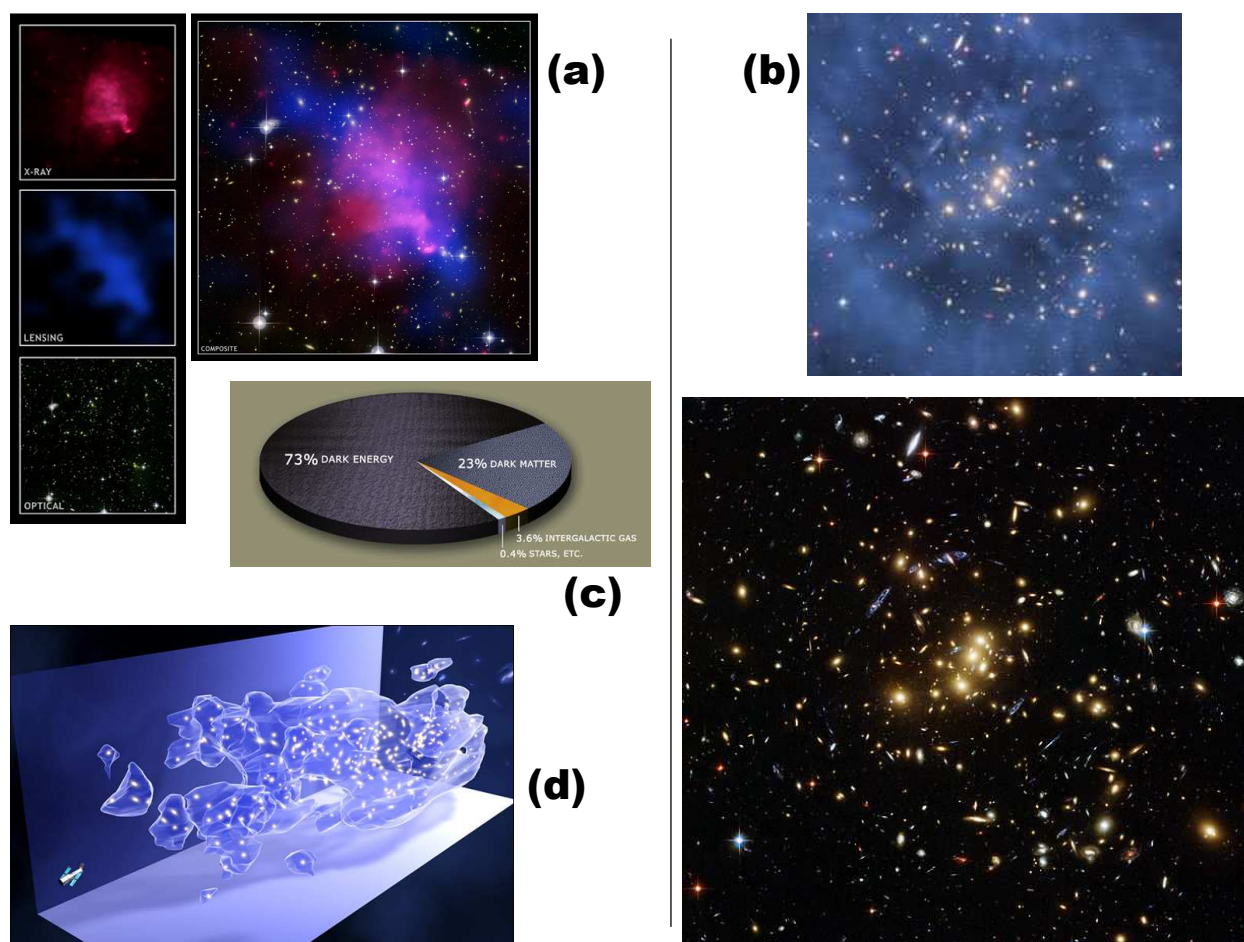 X-RAY
LENSING
OPTICAL
COMPOSITE
(a)
(b)
73% DARK ENERGY
23% DARK MATTER
3.6% INTERGALACTIC GAS
0.4% STARS, ETC.
(c)
(d)